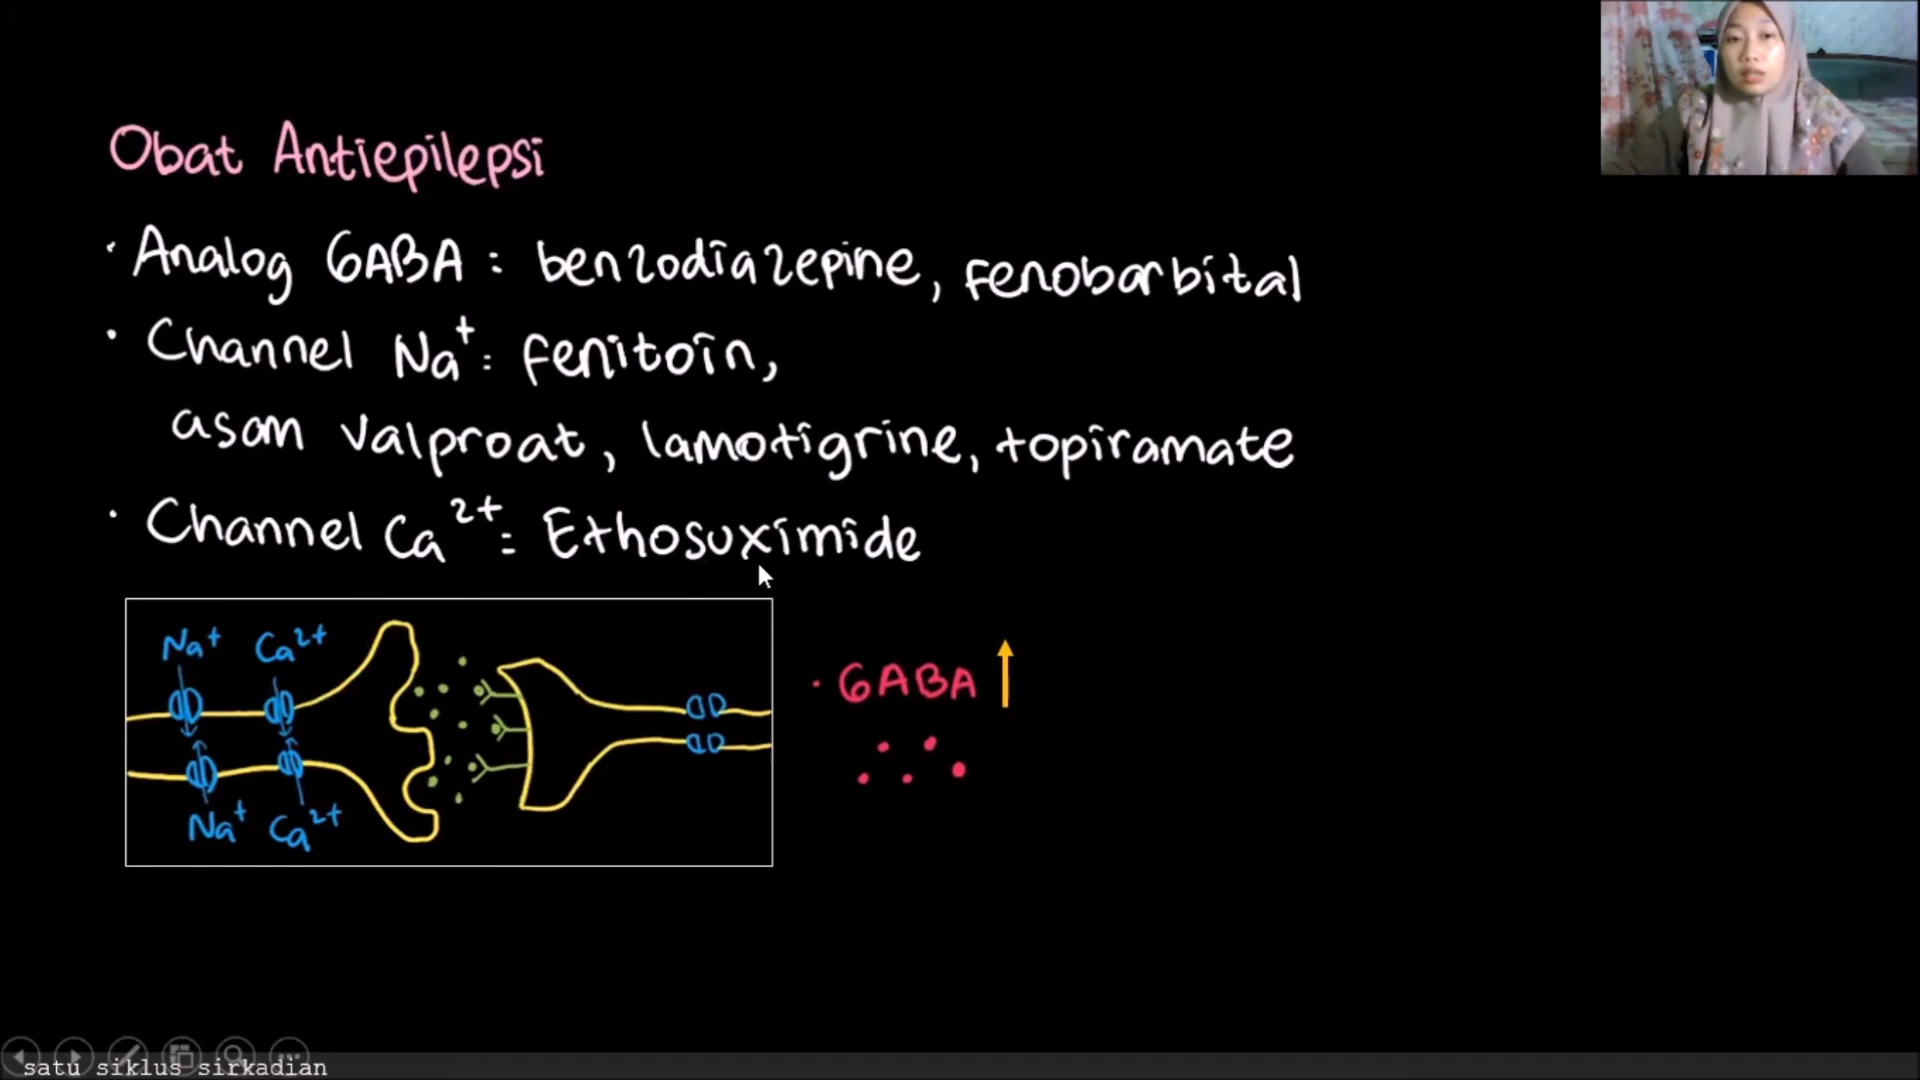 Obat Antiepilepsi
• Analog GABA : benzodiazepine, fenobarbital
• Channel Na⁺ : fenitoin,
asam valproat, lamotigrine, topiramate
• Channel Ca²⁺ = Ethosuximide
Na⁺ Ca²⁺
• GABA ↑
Na⁺ Ca²⁺
satu siklus sirkadian